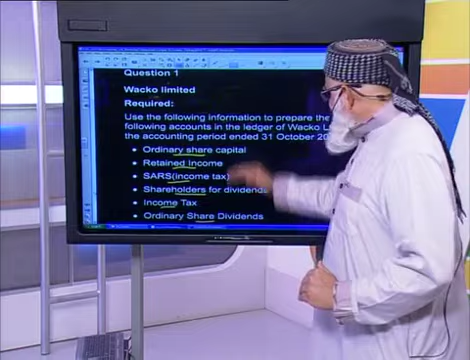 Question 1
Wacko limited
Required:
Use the following information to prepare the
following accounts in the ledger of Wacko
the accounting period ended 31 October 20
• Ordinary share capital
• Retained Income
• SARS(income tax)
• Shareholders for dividends
• Income Tax
• Ordinary Share Dividends